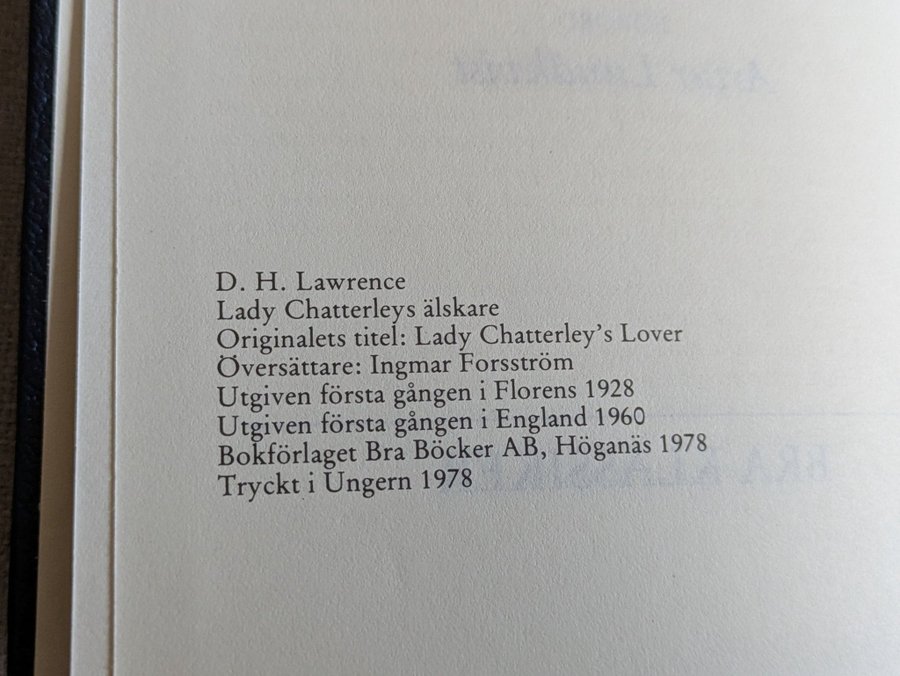 D. H. Lawrence
Lady Chatterleys älskare
Originalets titel: Lady Chatterley's Lover
Översättare: Ingmar Forsström
Utgiven första gången i Florens 1928
Utgiven första gången i England 1960
Bokförlaget Bra Böcker AB, Höganäs 1978
Tryckt i Ungern 1978